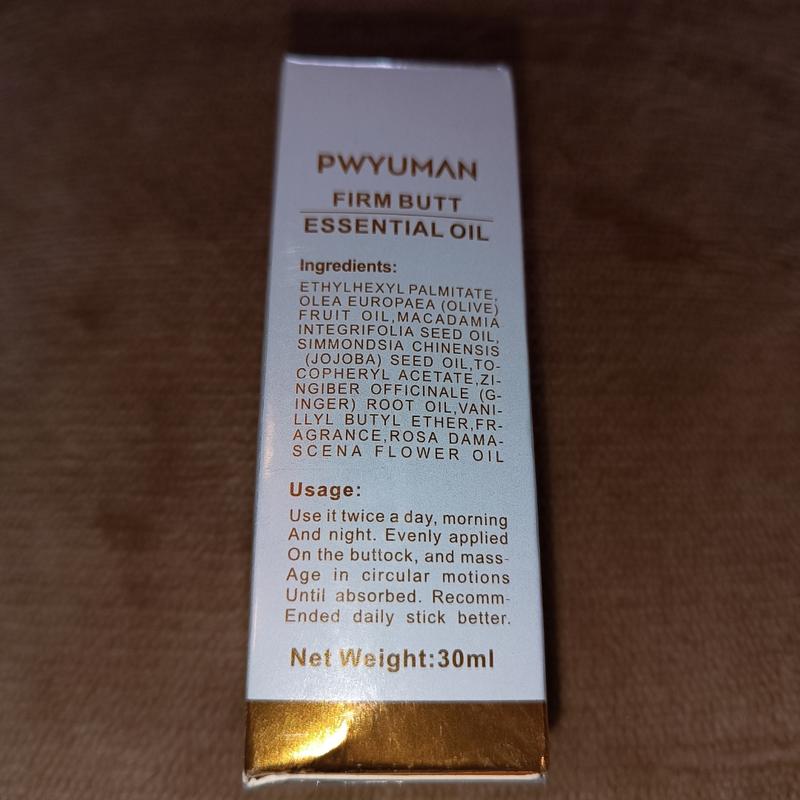 PWYUMAN
FIRM BUTT
ESSENTIAL OIL
Ingredients:
ETHYLHEXYL PALMITATE,
OLEA EUROPAEA (OLIVE)
FRUIT OIL,MACADAMIA
INTEGRIFOLIA SEED OIL,
SIMMONDSIA CHINENSIS
(JOJOBA) SEED OIL,TO-
COPHERYL ACETATE,ZI-
NGIBER OFFICINALE (G-
INGER) ROOT OIL,VANI-
LLYL BUTYL ETHER,FR-
AGRANCE,ROSA DAMA-
SCENA FLOWER OIL
Usage:
Use it twice a day, morning
And night. Evenly applied
On the buttock, and mass-
Age in circular motions
Until absorbed. Recomm-
Ended daily stick better.
Net Weight:30ml